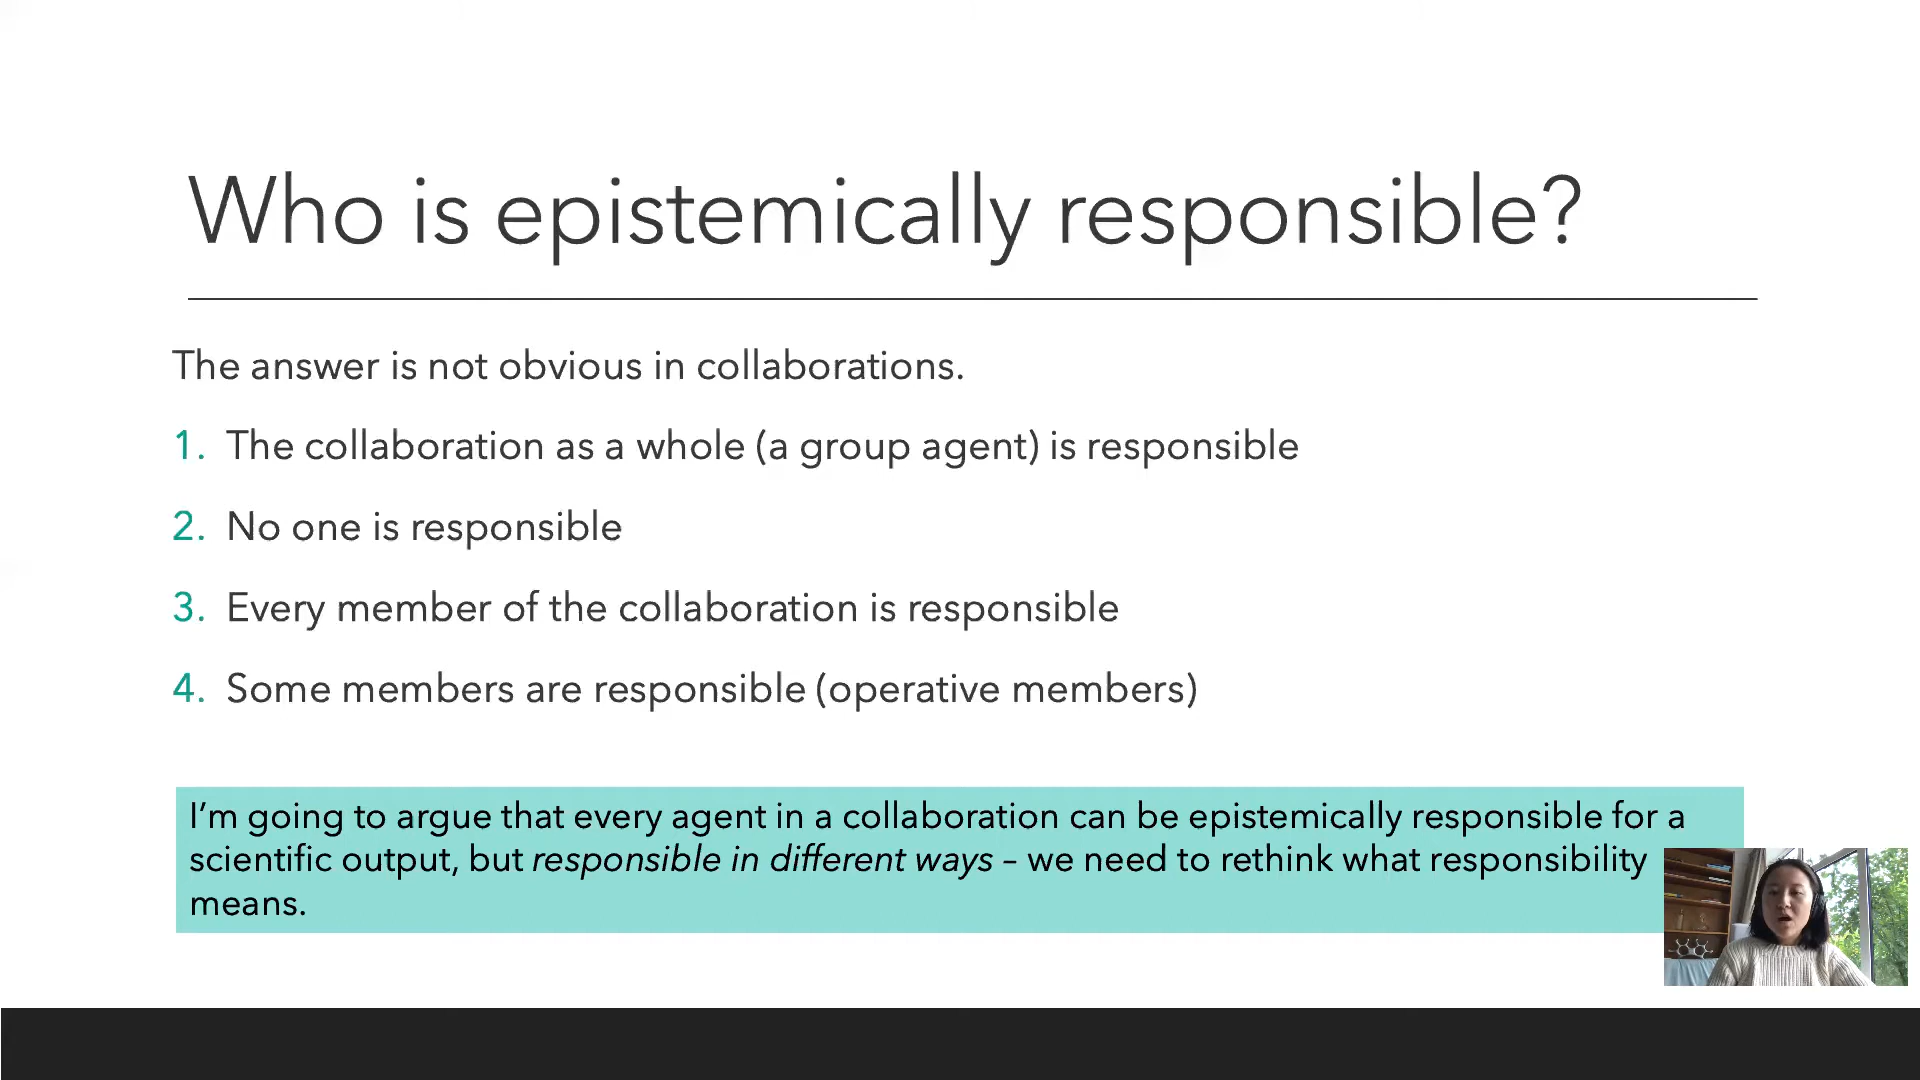 Who is epistemically responsible?
The answer is not obvious in collaborations.
1. The collaboration as a whole (a group agent) is responsible
2. No one is responsible
3. Every member of the collaboration is responsible
4. Some members are responsible (operative members)
I’m going to argue that every agent in a collaboration can be epistemically responsible for a
scientific output, but responsible in different ways – we need to rethink what responsibility
means.